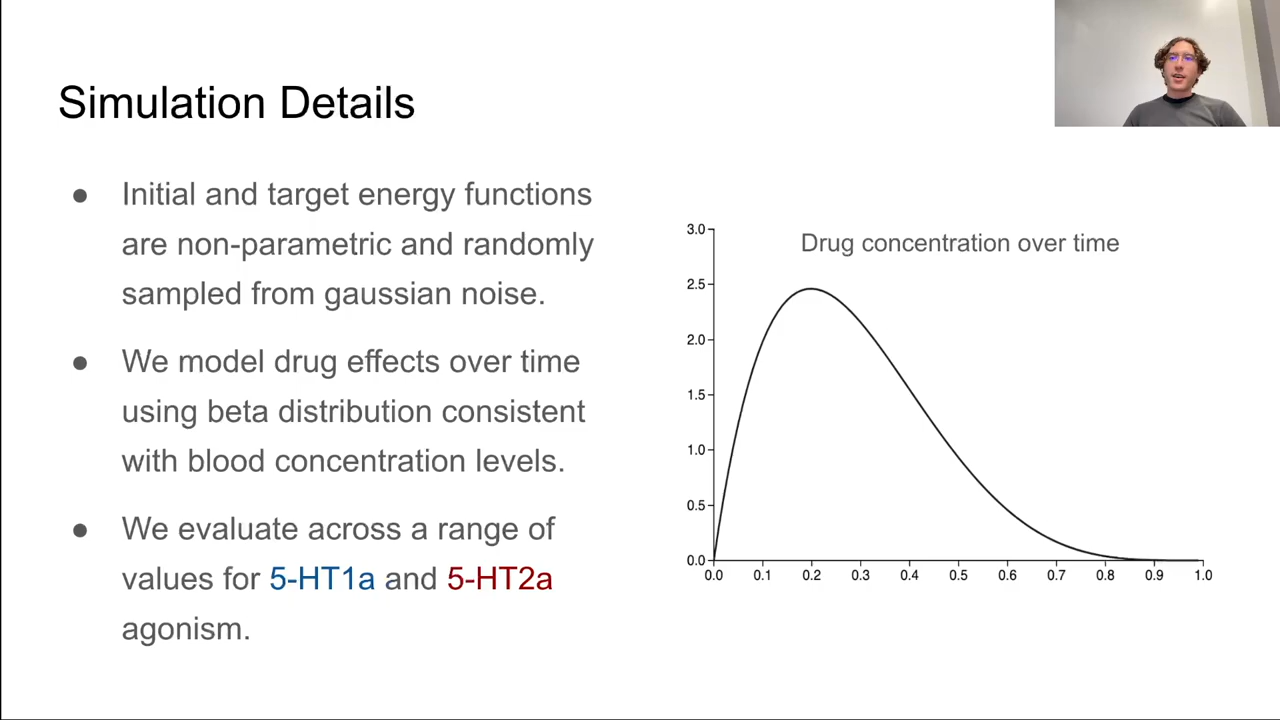 Simulation Details
● Initial and target energy functions
are non-parametric and randomly
sampled from gaussian noise.
● We model drug effects over time
using beta distribution consistent
with blood concentration levels.
● We evaluate across a range of
values for 5-HT1a and 5-HT2a
agonism.
Drug concentration over time
3.0
2.5
2.0
1.5
1.0
0.5
0.0
0.0 0.1 0.2 0.3 0.4 0.5 0.6 0.7 0.8 0.9 1.0